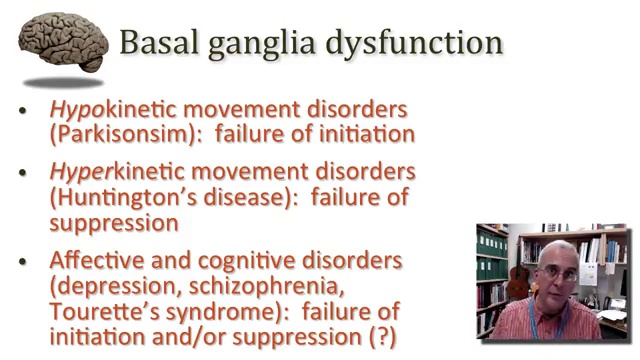 Basal ganglia dysfunction
• Hypokinetic movement disorders
(Parkisonsim): failure of initiation
• Hyperkinetic movement disorders
(Huntington's disease): failure of
suppression
• Affective and cognitive disorders
(depression, schizophrenia,
Tourette's syndrome): failure of
initiation and/or suppression (?)